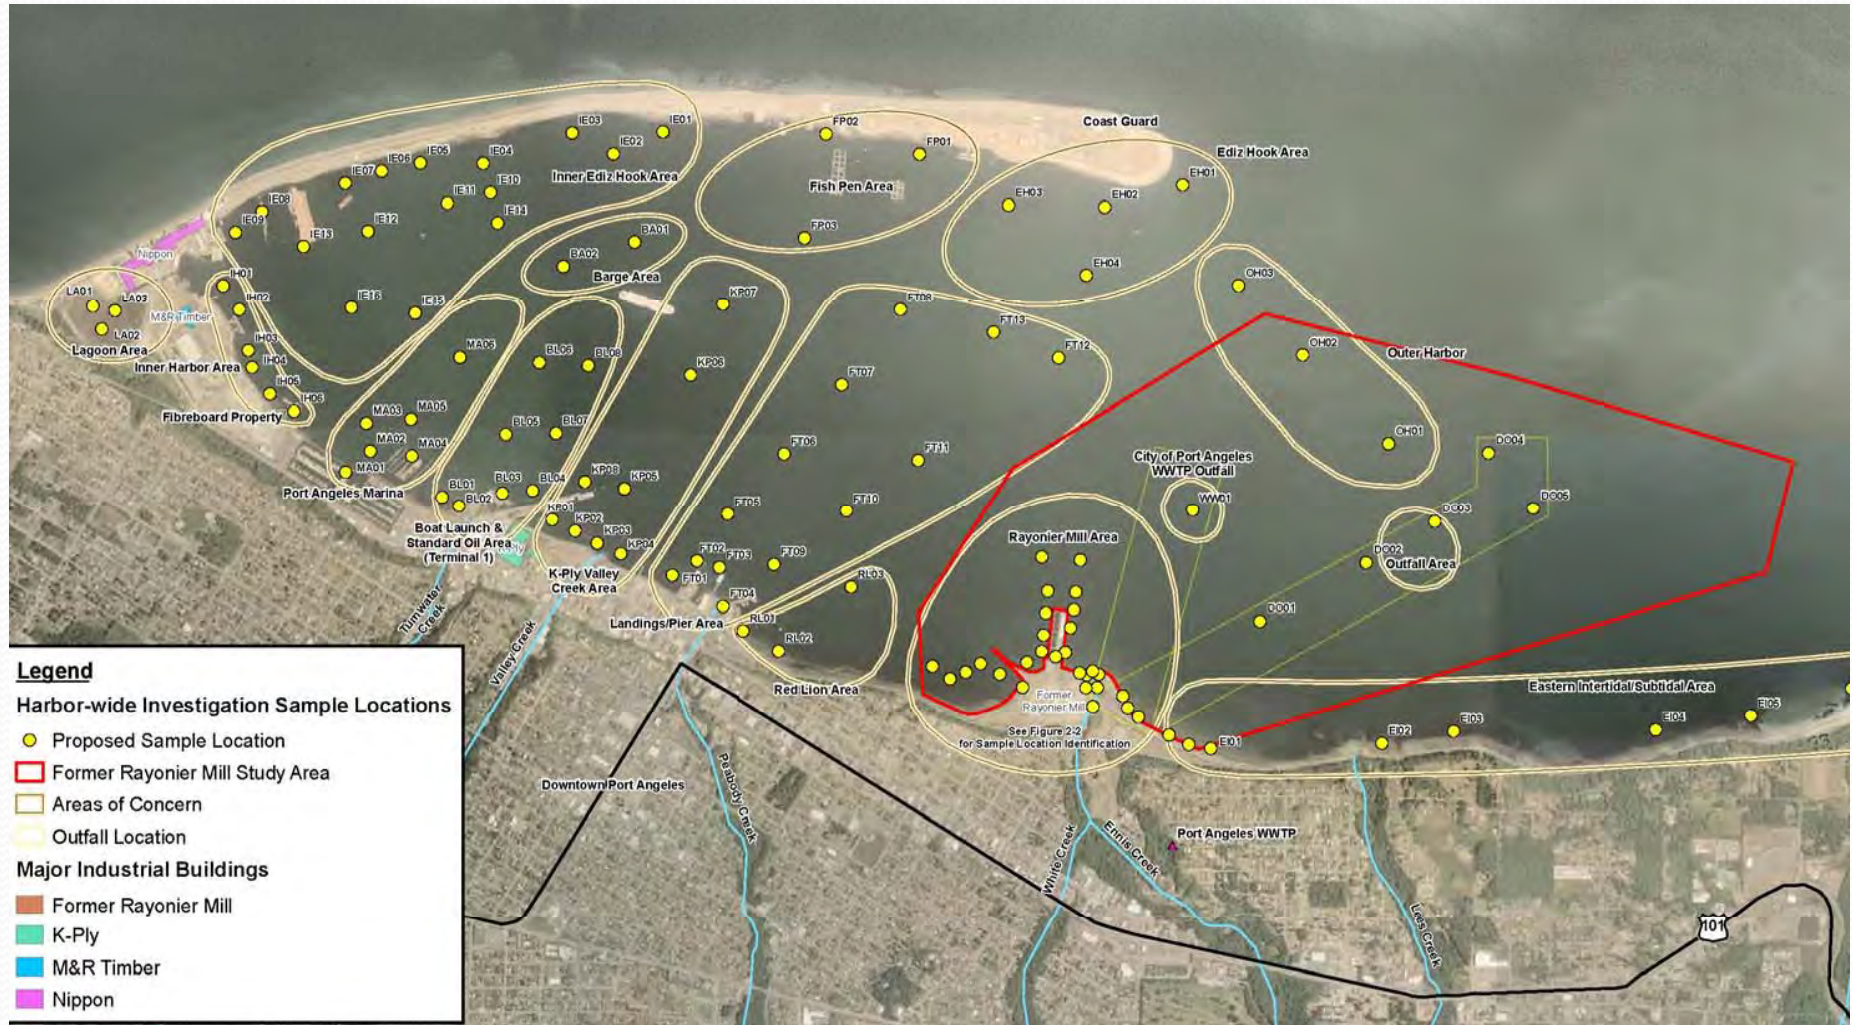 Coast Guard
Ediz Hook Area
IE03
IE01
IE02
FP02
FP01
IE04
IE05
IE06
IE07
IE08
IE09
IE10
IE11
IE12
IE13
IE14
Inner Ediz Hook Area
Fish Pen Area
FP03
EH03
EH02
EH01
EH04
BA01
BA02
Barge Area
Nippon
LA01
LA03
LA02
M&R Timber
Lagoon Area
IH01
IH02
IH03
IH04
IH05
IH06
Inner Harbor Area
Fibreboard Property
IE15
MA06
MA03
MA05
MA02
MA04
MA01
Port Angeles Marina
BL06
BL08
BL05
BL07
BL03
BL04
BL01
BL02
Boat Launch &
Standard Oil Area
(Terminal 1)
K-Ply
KP07
KP06
KP08
KP05
KP01
KP02
KP03
KP04
K-Ply Valley
Creek Area
FT08
FT13
FT12
FT07
FT06
FT11
FT05
FT10
FT02
FT03
FT09
FT01
FT04
Landings/Pier Area
RL03
RL01
RL02
Red Lion Area
OH03
OH02
OH01
Outer Harbor
City of Port Angeles
WWTP Outfall
WW01
DO04
DO05
DO03
DO02
Outfall Area
DO01
Rayonier Mill Area
Former
Rayonier Mill
See Figure 2-2
for Sample Location Identification
Eastern Intertidal/Subtidal Area
EI01
EI02
EI03
EI04
EI05
Tumwater
Creek
Valley Creek
Peabody Creek
Downtown Port Angeles
White Creek
Ennis Creek
Port Angeles WWTP
Lees Creek
101
Legend
Harbor-wide Investigation Sample Locations
Proposed Sample Location
Former Rayonier Mill Study Area
Areas of Concern
Outfall Location
Major Industrial Buildings
Former Rayonier Mill
K-Ply
M&R Timber
Nippon